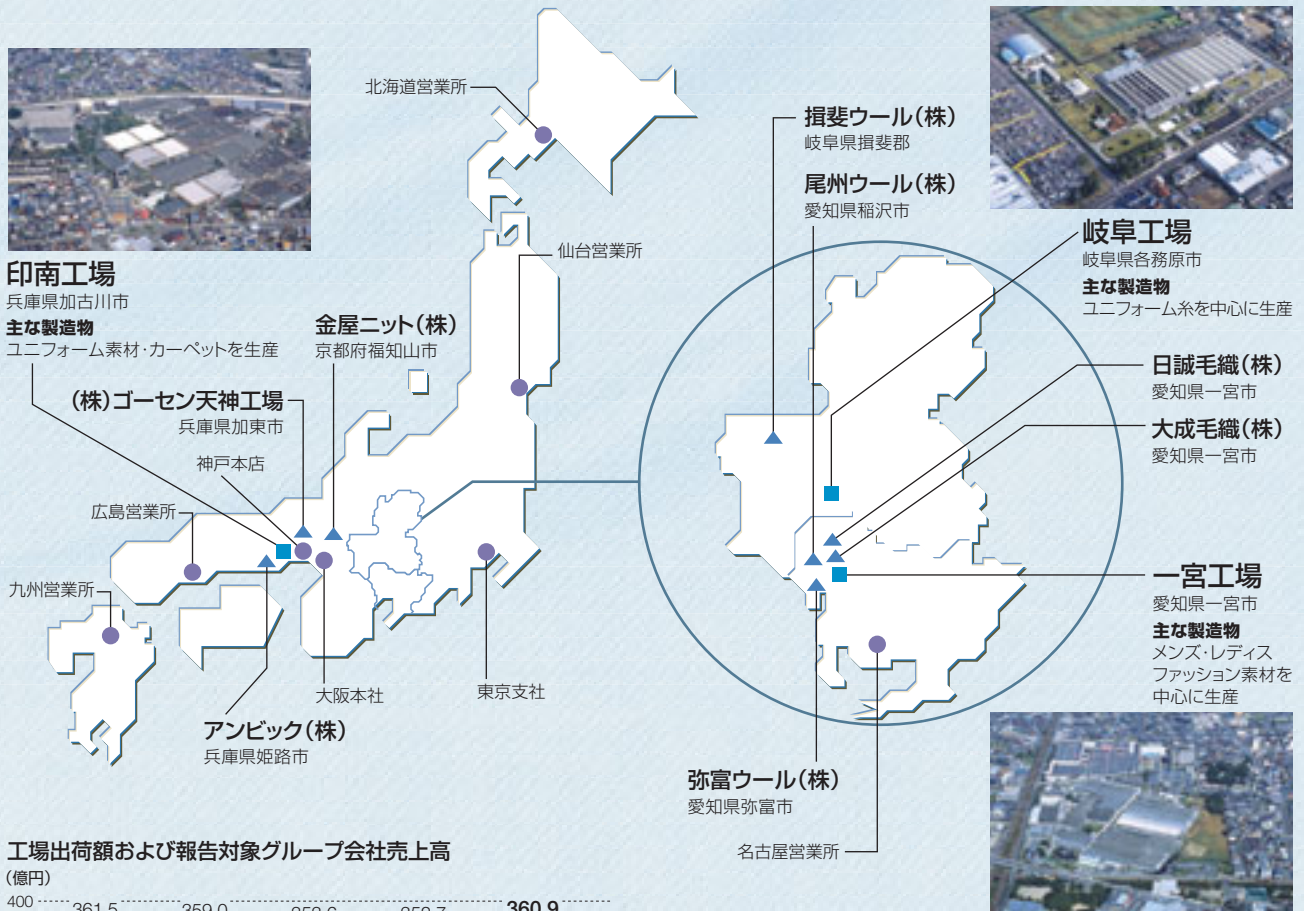 北海道営業所
仙台営業所
印南工場
兵庫県加古川市
主な製造物
ユニフォーム素材・カーペットを生産
金屋ニット(株)
京都府福知山市
(株)ゴーセン天神工場
兵庫県加東市
神戸本店
広島営業所
九州営業所
大阪本社
東京支社
アンビック(株)
兵庫県姫路市
揖斐ウール(株)
岐阜県揖斐郡
尾州ウール(株)
愛知県稲沢市
岐阜工場
岐阜県各務原市
主な製造物
ユニフォーム糸を中心に生産
日誠毛織(株)
愛知県一宮市
大成毛織(株)
愛知県一宮市
一宮工場
愛知県一宮市
主な製造物
メンズ・レディス
ファッション素材を
中心に生産
弥富ウール(株)
愛知県弥富市
名古屋営業所
工場出荷額および報告対象グループ会社売上高
(億円)
400
360.9